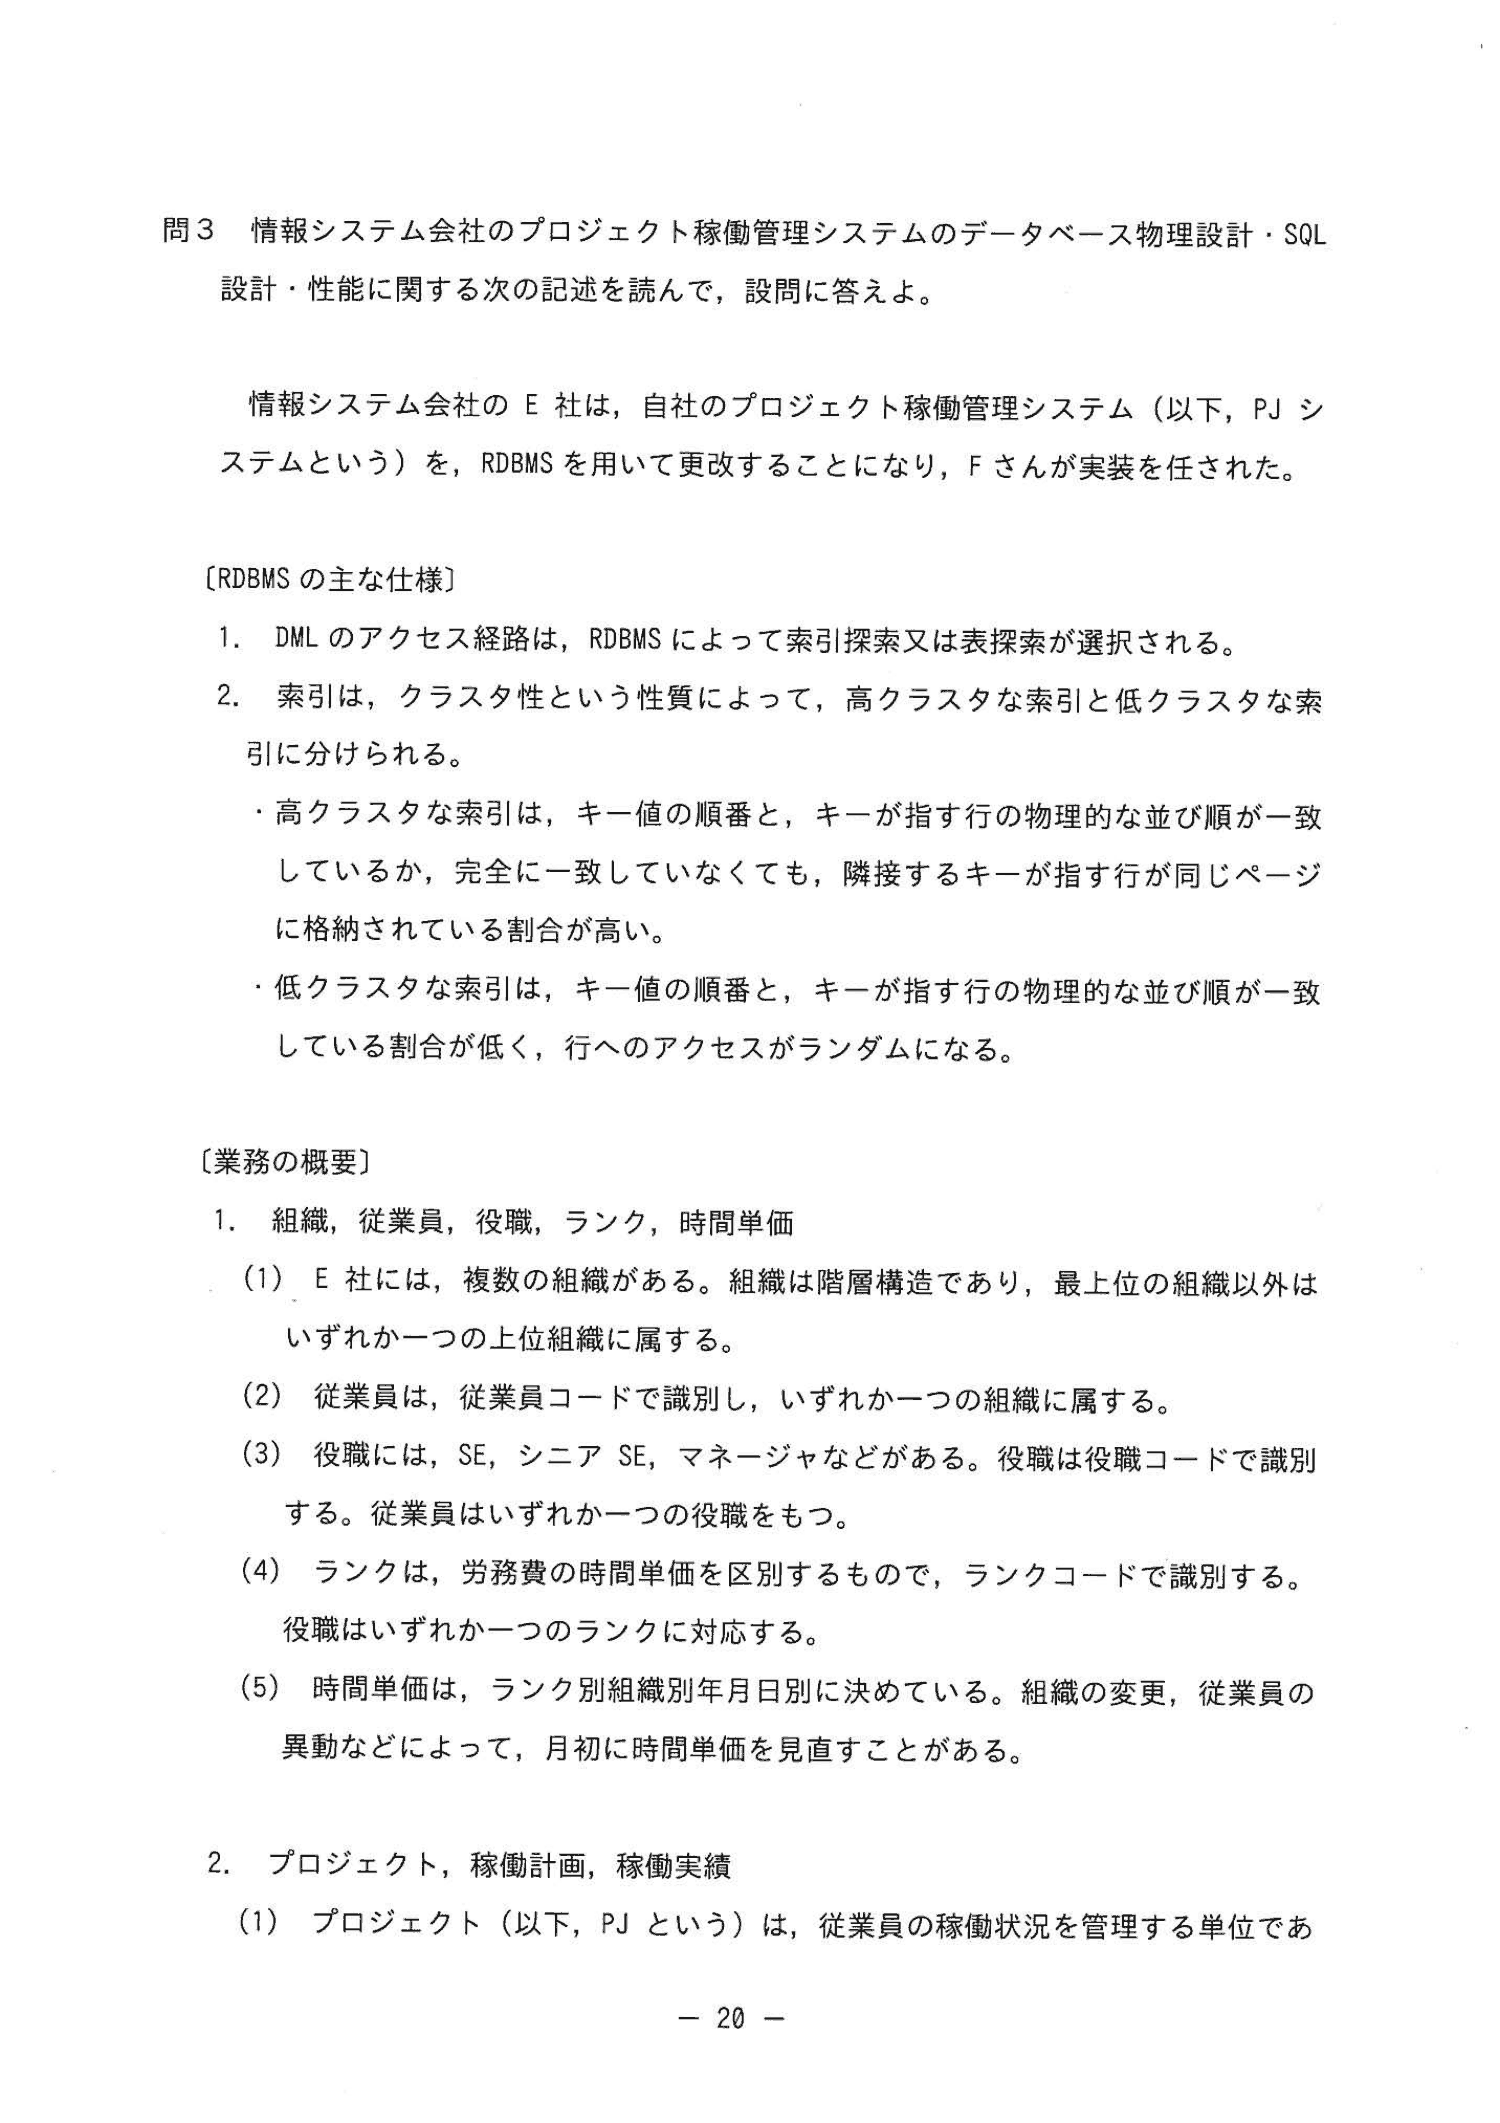 問３　情報システム会社のプロジェクト稼働管理システムのデータベース物理設計・SQL
設計・性能に関する次の記述を読んで，設問に答えよ。
情報システム会社の E 社は，自社のプロジェクト稼働管理システム（以下，PJ シ
ステムという）を，RDBMS を用いて更改することになり，F さんが実装を任された。
〔RDBMS の主な仕様〕
1.　DML のアクセス経路は，RDBMS によって索引探索又は表探索が選択される。
2.　索引は，クラスタ性という性質によって，高クラスタな索引と低クラスタな索
引に分けられる。
・高クラスタな索引は，キー値の順番と，キーが指す行の物理的な並び順が一致
しているか，完全に一致していなくても，隣接するキーが指す行が同じページ
に格納されている割合が高い。
・低クラスタな索引は，キー値の順番と，キーが指す行の物理的な並び順が一致
している割合が低く，行へのアクセスがランダムになる。
〔業務の概要〕
1.　組織，従業員，役職，ランク，時間単価
(1)　E 社には，複数の組織がある。組織は階層構造であり，最上位の組織以外は
いずれか一つの上位組織に属する。
(2)　従業員は，従業員コードで識別し，いずれか一つの組織に属する。
(3)　役職には，SE，シニア SE，マネージャなどがある。役職は役職コードで識別
する。従業員はいずれか一つの役職をもつ。
(4)　ランクは，労務費の時間単価を区別するもので，ランクコードで識別する。
役職はいずれか一つのランクに対応する。
(5)　時間単価は，ランク別組織別年月日別に決めている。組織の変更，従業員の
異動などによって，月初に時間単価を見直すことがある。
2.　プロジェクト，稼働計画，稼働実績
(1)　プロジェクト（以下，PJ という）は，従業員の稼働状況を管理する単位であ
— 20 —